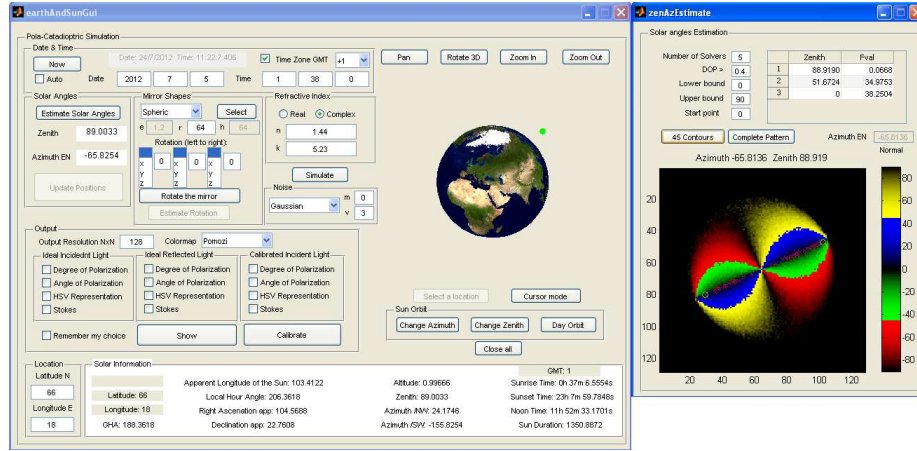 earthAndSunGui
Pola-Catadioptric Simulation
Date & Time
Now
Date: 24/7/2012 Time: 11:22:7.406
Time Zone GMT
+1
Auto
Date
2012
7
5
Time
1
38
0
Pan
Rotate 3D
Zoom In
Zoom Out
Solar Angles
Estimate Solar Angles
Zenith
89.0033
Azimuth EN
-65.8254
Update Positions
Mirror Shapes
Spheric
Select
e 1.2 r 64 h 64
Rotation (left to right):
x
y
z
0
x
y
z
0
x
y
z
0
Rotate the mirror
Estimate Rotation
Refractive Index
Real
Complex
n
1.44
k
5.23
Simulate
Noise
Gaussian
m 0
v 3
Output
Output Resolution NxN
128
Colormap
Pomozi
Ideal Incidednt Light
Degree of Polarization
Angle of Polarization
HSV Representation
Stokes
Ideal Reflected Light
Degree of Polarization
Angle of Polarization
HSV Representation
Stokes
Calibrated Incident Light
Degree of Polarization
Angle of Polarization
HSV Representation
Stokes
Remember my choice
Show
Calibrate
Select a location
Cursor mode
Sun Orbit
Change Azimuth
Change Zenith
Day Orbit
Close all
Location
Latitude N
66
Longitude E
18
Solar Information
GMT: 1
Apparent Longitude of the Sun: 103.4122
Altitude: 0.99666
Sunrise Time: 0h 37m 6.5554s
Latitude: 66
Local Hour Angle: 206.3618
Zenith: 89.0033
Sunset Time: 23h 7m 59.7848s
Longitude: 18
Right Ascenation app: 104.5688
Azimuth /NW: 24.1746
Noon Time: 11h 52m 33.1701s
GHA: 188.3618
Declination app: 22.7608
Azimuth /SW: -155.8254
Sun Duration: 1350.8872
zenAzEstimate
Solar angles Estimation
Number of Solvers
5
DOP >
0.4
Lower bound
0
Upper bound
90
Start point
0
Zenith Fval
1 88.9190 0.0668
2 51.6724 34.9753
3 0 38.2504
45 Contours
Complete Pattern
Azimuth EN
-65.8136
Normal
Azimuth -65.8136 Zenith 88.919
20
40
60
80
100
120
20 40 60 80 100 120
80
60
40
20
0
-20
-40
-60
-80